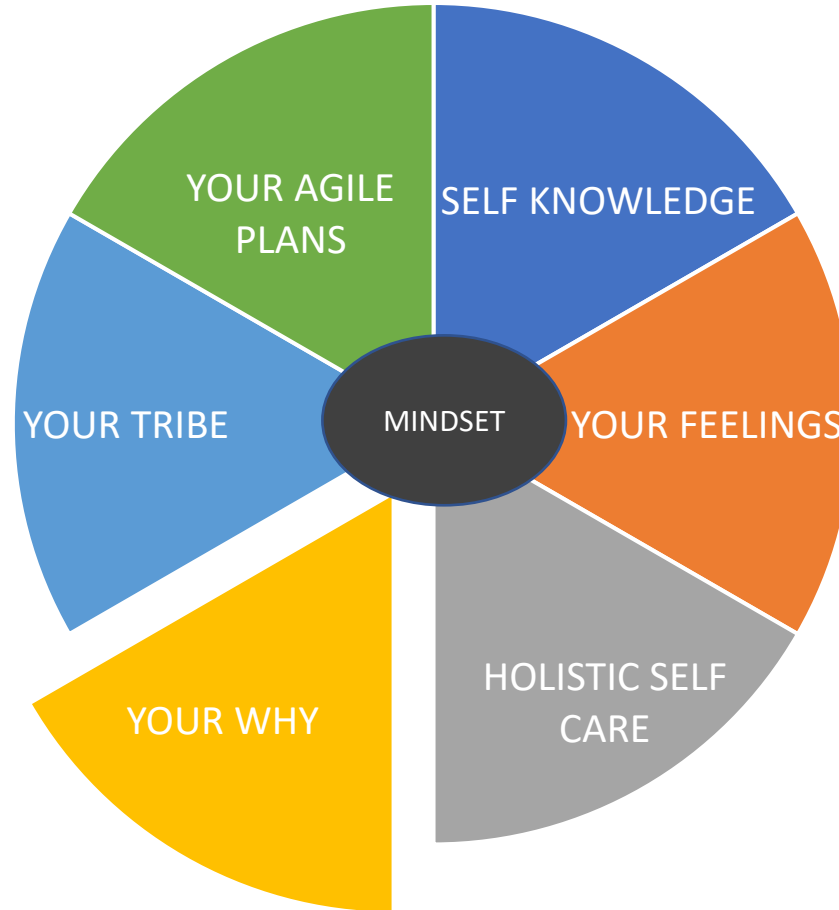 YOUR AGILE
PLANS
SELF KNOWLEDGE
YOUR TRIBE
MINDSET
YOUR FEELINGS
YOUR WHY
HOLISTIC SELF
CARE